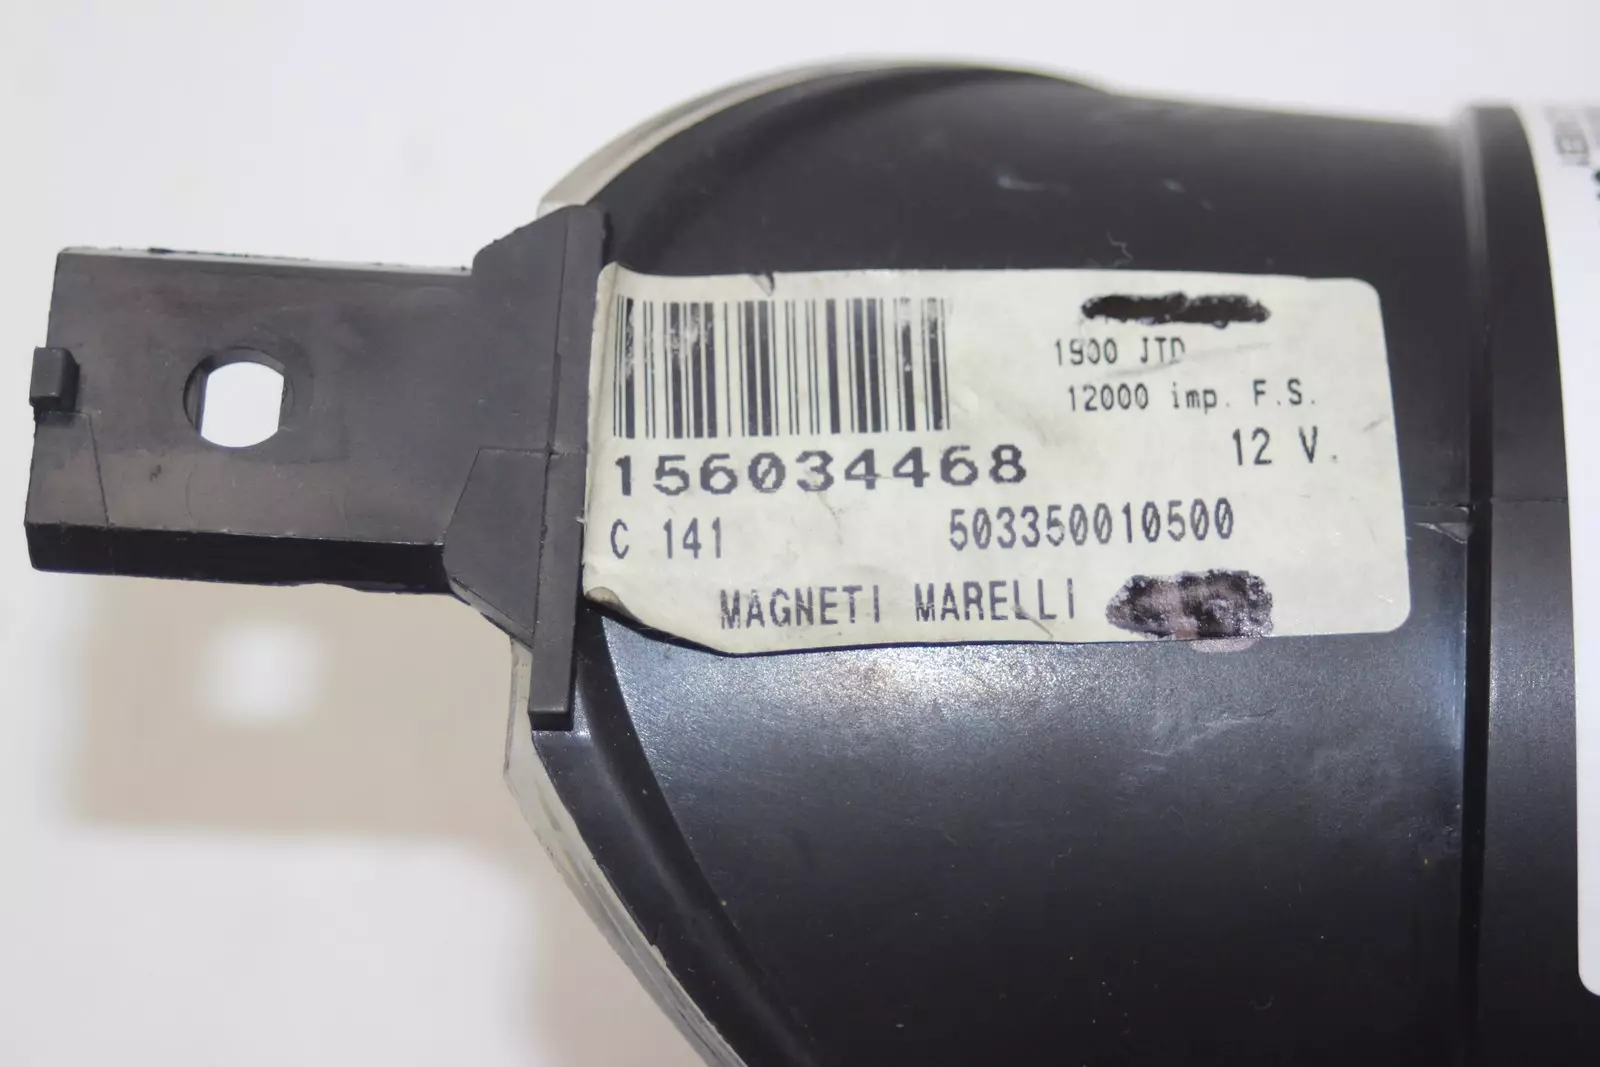 1900 JTD
12000 imp. F.S.
12 V.
156034468
C 141 503350010500
MAGNETI MARELLI